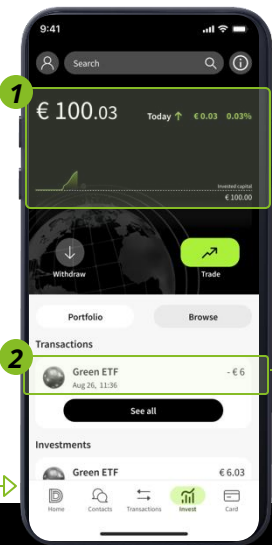 9:41
Search
1
€ 100.03 Today ↑ € 0.03 0.03%
Invested capital
€ 100.00
Withdraw Trade
Portfolio Browse
Transactions
2
Green ETF - € 6
Aug 26, 11:36
See all
Investments
Green ETF € 6.03
Home Contacts Transactions Invest Card